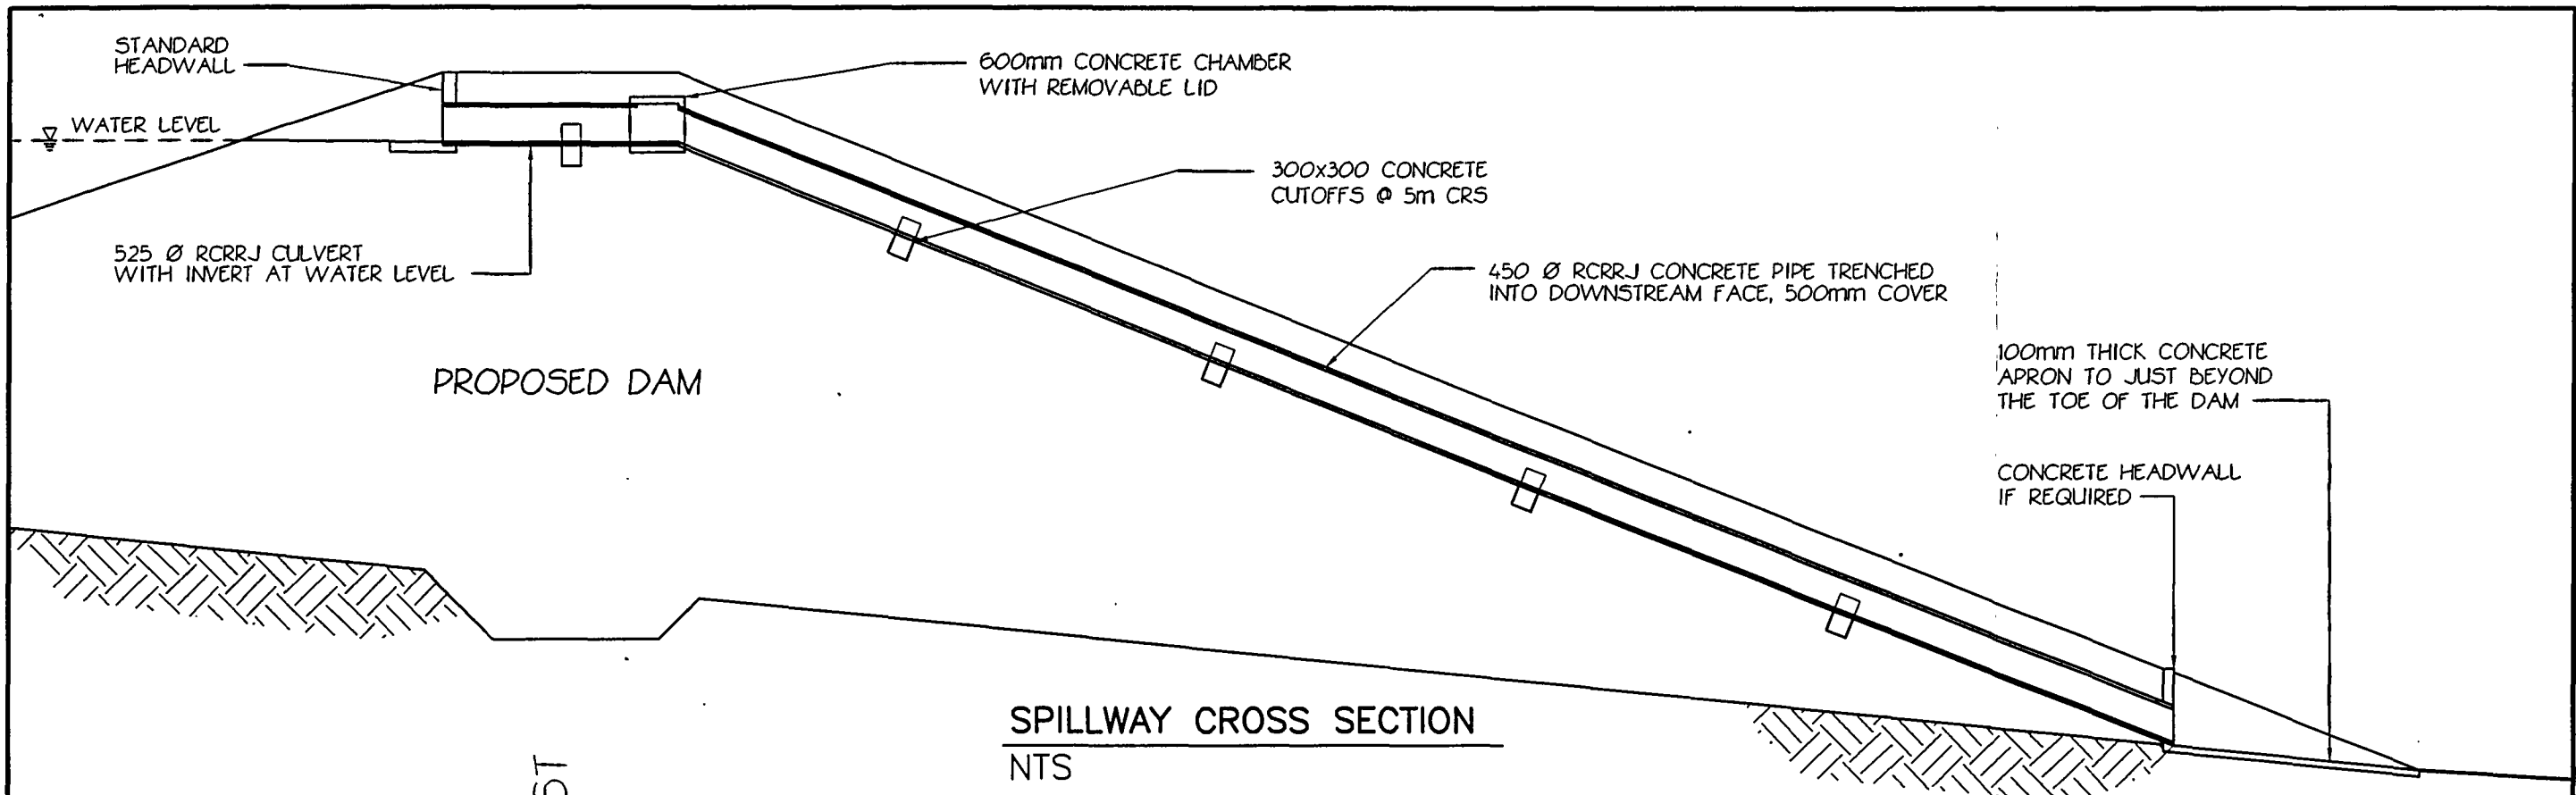 STANDARD
HEADWALL
600mm CONCRETE CHAMBER
WITH REMOVABLE LID
WATER LEVEL
300x300 CONCRETE
CUTOFFS @ 5m CRS
525 Ø RCRRJ CULVERT
WITH INVERT AT WATER LEVEL
450 Ø RCRRJ CONCRETE PIPE TRENCHED
INTO DOWNSTREAM FACE, 500mm COVER
100mm THICK CONCRETE
APRON TO JUST BEYOND
THE TOE OF THE DAM
PROPOSED DAM
CONCRETE HEADWALL
IF REQUIRED
SPILLWAY CROSS SECTION
NTS
ST